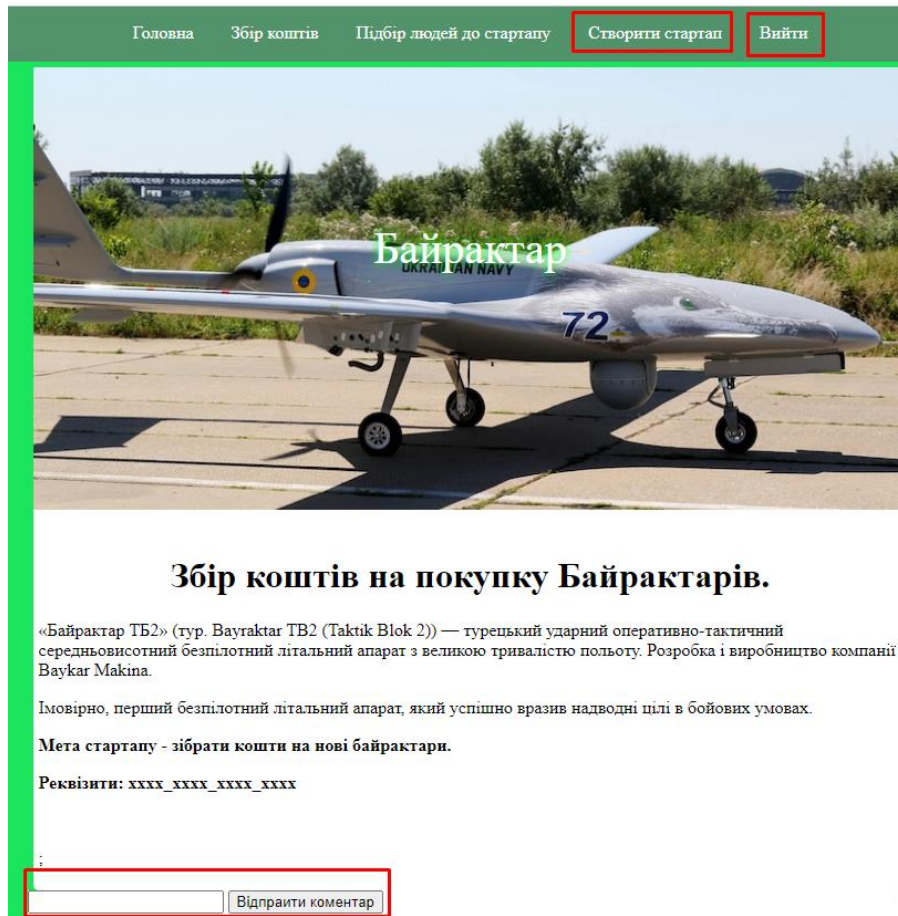 Головна Збір коштів Підбір людей до стартапу Створити стартап Вийти
Байрактар
UKRAINIAN NAVY
72
Збір коштів на покупку Байрактарів.
«Байрактар ТБ2» (тур. Bayraktar TB2 (Taktik Blok 2)) — турецький ударний оперативно-тактичний
середньовисотний безпілотний літальний апарат з великою тривалістю польоту. Розробка і виробництво компанії
Baykar Makina.
Імовірно, перший безпілотний літальний апарат, який успішно вразив надводні цілі в бойових умовах.
Мета стартапу - зібрати кошти на нові байрактари.
Реквізити: xxxx_xxxx_xxxx_xxxx
;
Відпраити коментар